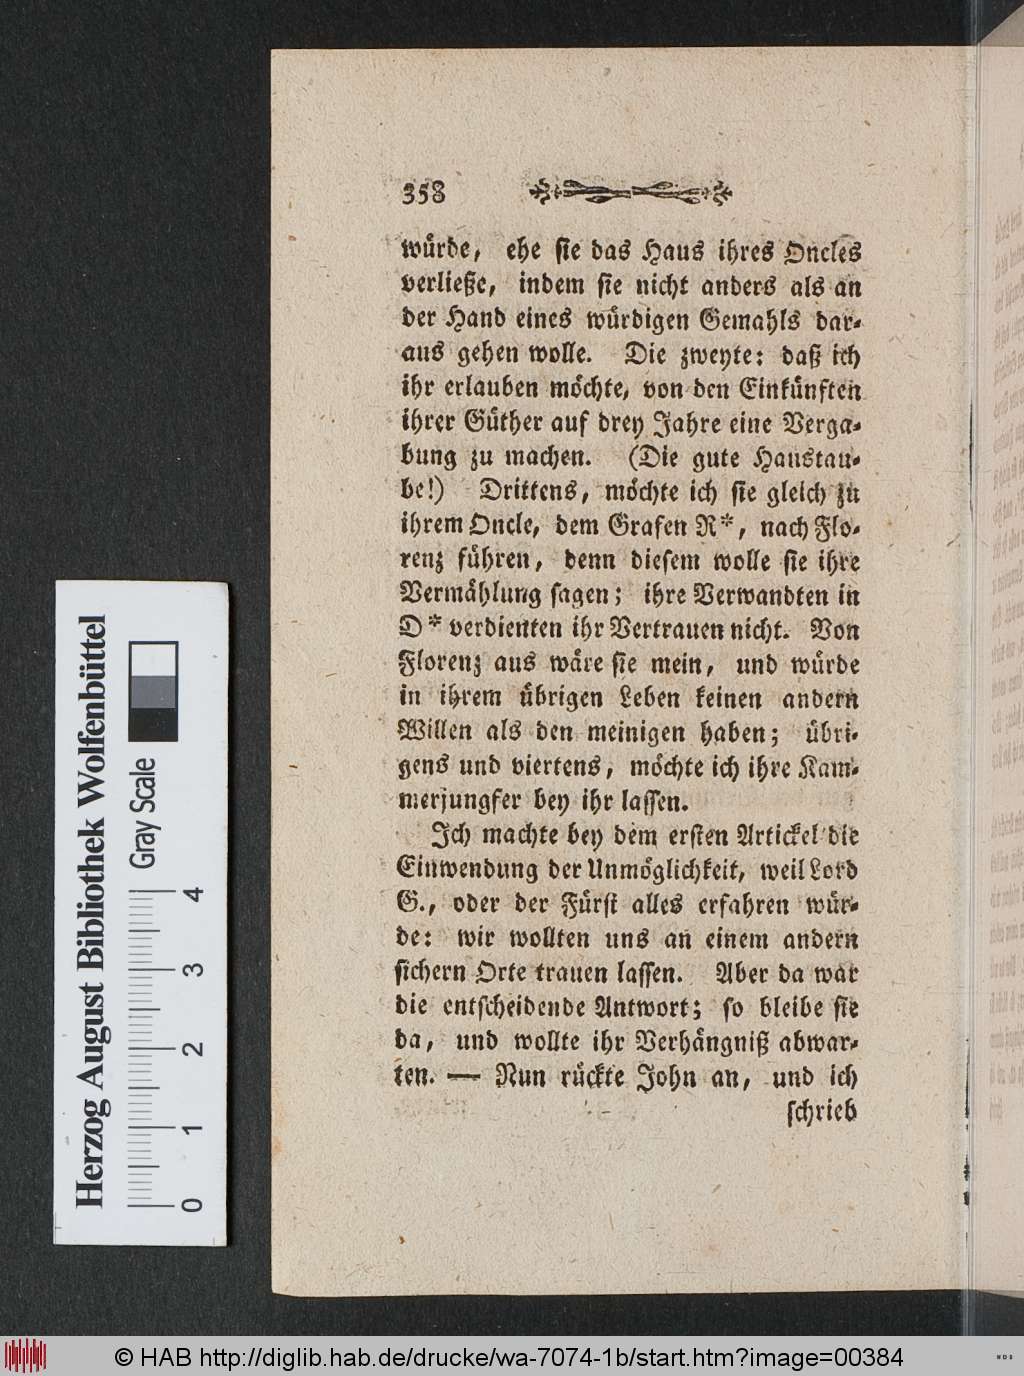 358
würde, ehe sie das Haus ihres Oncles
verließe, indem sie nicht anders als an
der Hand eines würdigen Gemahls dar-
aus gehen wolle. Die zweyte: daß ich
ihr erlauben möchte, von den Einkünften
ihrer Güther auf drey Jahre eine Verga-
bung zu machen. (Die gute Haustau-
be!) Drittens, möchte ich sie gleich zu
ihrem Oncle, dem Grafen R*, nach Flo-
renz führen, denn diesem wolle sie ihre
Vermählung sagen; ihre Verwandten in
D* verdienten ihr Vertrauen nicht. Von
Florenz aus wäre sie mein, und würde
in ihrem übrigen Leben keinen andern
Willen als den meinigen haben; übri-
gens und viertens, möchte ich ihre Kam-
merjungfer bey ihr lassen.
Ich machte bey dem ersten Artickel die
Einwendung der Unmöglichkeit, weil Lord
G., oder der Fürst alles erfahren wür-
de: wir wollten uns an einem andern
sichern Orte trauen lassen. Aber da war
die entscheidende Antwort; so bleibe sie
da, und wollte ihr Verhängniß abwar-
ten. — Nun rückte John an, und ich
schrieb
Herzog August Bibliothek Wolfenbüttel
Gray Scale
0 1 2 3 4
© HAB http://diglib.hab.de/drucke/wa-7074-1b/start.htm?image=00384